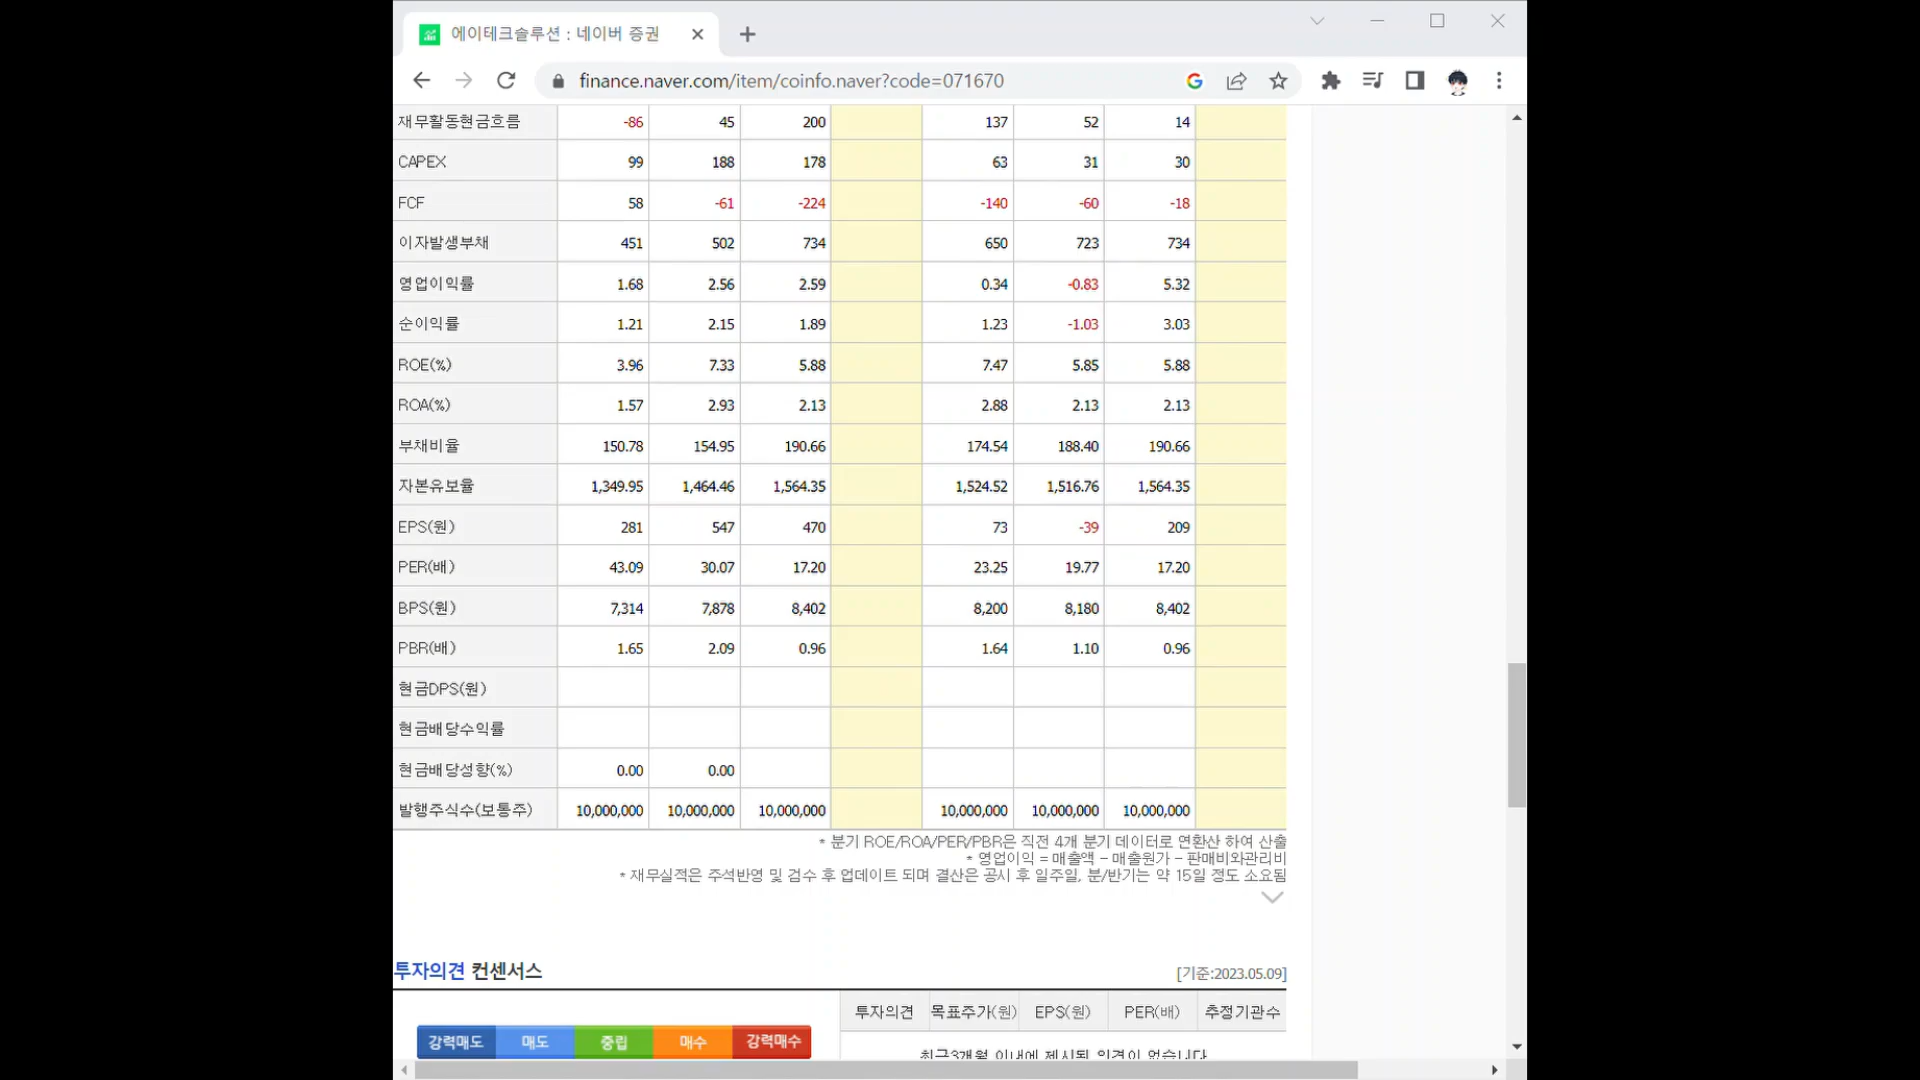 에이테크솔루션 : 네이버 증권
finance.naver.com/item/coinfo.naver?code=071670
재무활동현금흐름 -86 45 200 137 52 14
CAPEX 99 188 178 63 31 30
FCF 58 -61 -224 -140 -60 -18
이자발생부채 451 502 734 650 723 734
영업이익률 1.68 2.56 2.59 0.34 -0.83 5.32
순이익률 1.21 2.15 1.89 1.23 -1.03 3.03
ROE(%) 3.96 7.33 5.88 7.47 5.85 5.88
ROA(%) 1.57 2.93 2.13 2.88 2.13 2.13
부채비율 150.78 154.95 190.66 174.54 188.40 190.66
자본유보율 1,349.95 1,464.46 1,564.35 1,524.52 1,516.76 1,564.35
EPS(원) 281 547 470 73 -39 209
PER(배) 43.09 30.07 17.20 23.25 19.77 17.20
BPS(원) 7,314 7,878 8,402 8,200 8,180 8,402
PBR(배) 1.65 2.09 0.96 1.64 1.10 0.96
현금DPS(원)
현금배당수익률
현금배당성향(%) 0.00 0.00
발행주식수(보통주) 10,000,000 10,000,000 10,000,000 10,000,000 10,000,000 10,000,000
* 분기 ROE/ROA/PER/PBR은 직전 4개 분기 데이터로 연환산 하여 산출
* 영업이익 = 매출액 - 매출원가 - 판매비와관리비
* 재무실적은 주석반영 및 검수 후 업데이트 되며 결산은 공시 후 일주일, 분/반기는 약 15일 정도 소요됨
투자의견 컨센서스 [기준:2023.05.09]
투자의견 목표주가(원) EPS(원) PER(배) 추정기관수
강력매도 매도 중립 매수 강력매수
최근3개월 이내에 제시된 의견이 없습니다